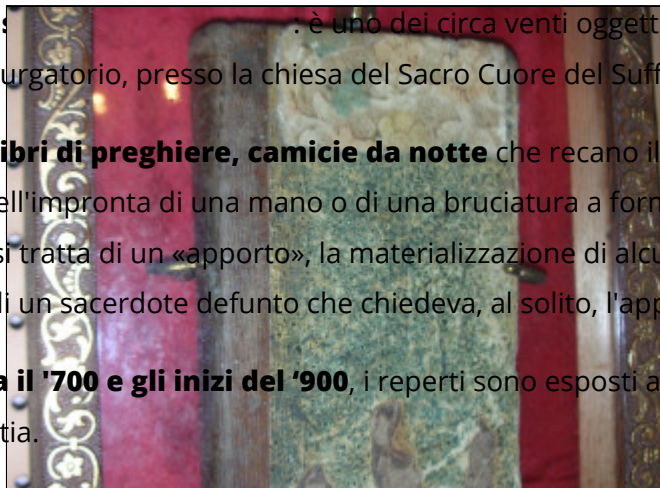 : è uno dei circa venti oggett
urgatorio, presso la chiesa del Sacro Cuore del Suff
ibri di preghiere, camicie da notte che recano il
ell'impronta di una mano o di una bruciatura a forn
si tratta di un «apporto», la materializzazione di alcu
li un sacerdote defunto che chiedeva, al solito, l'app
a il '700 e gli inizi del ‘900, i reperti sono esposti a
tia.